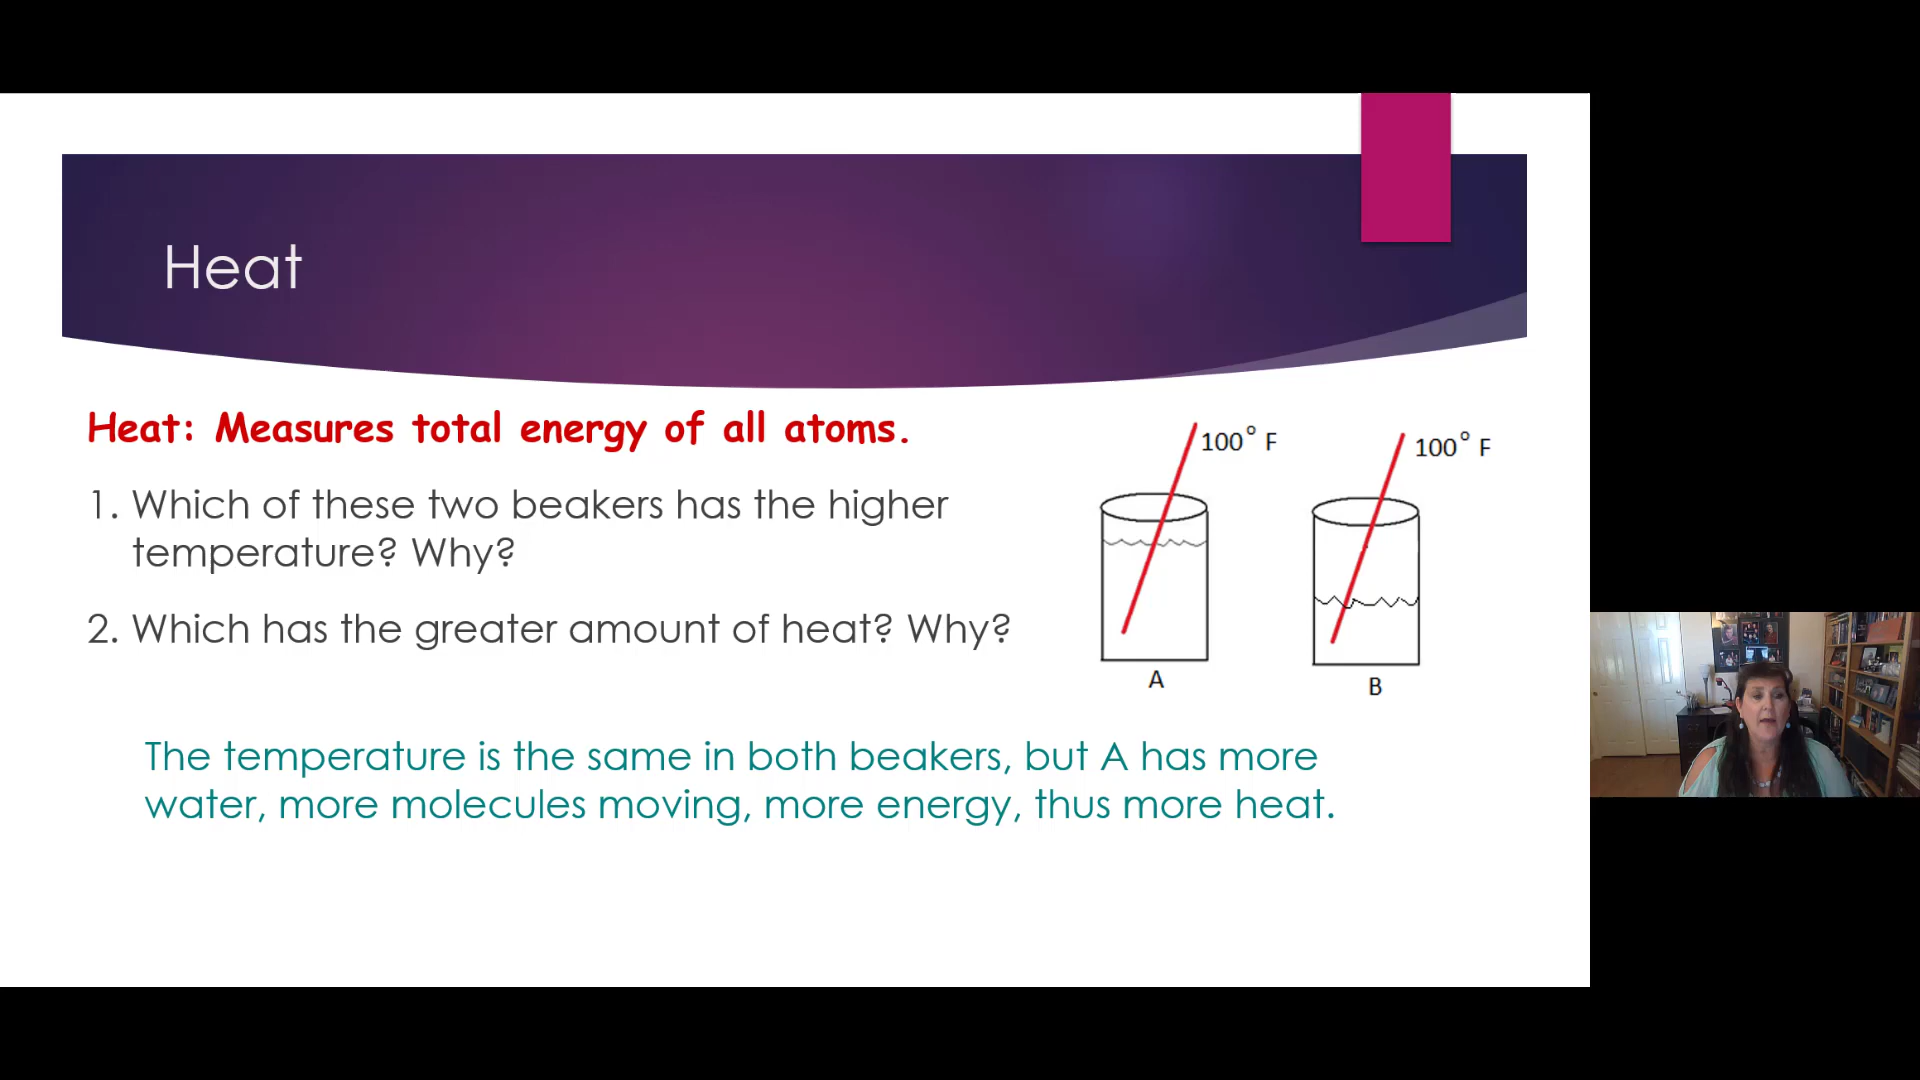 Heat
Heat: Measures total energy of all atoms.
1. Which of these two beakers has the higher
temperature? Why?
2. Which has the greater amount of heat? Why?
100° F
100° F
A
B
The temperature is the same in both beakers, but A has more
water, more molecules moving, more energy, thus more heat.